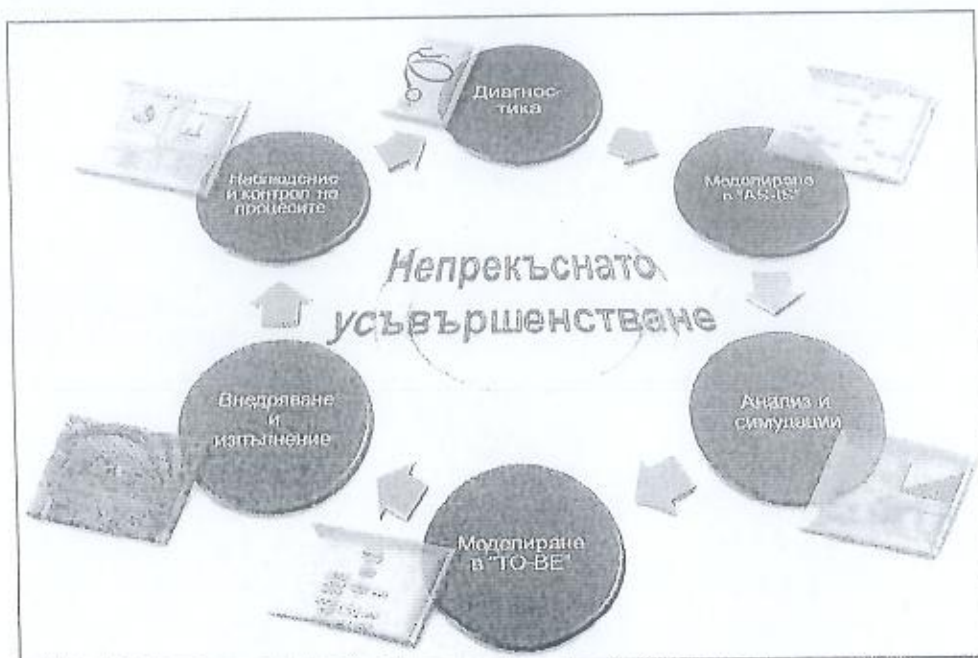 Диагнос-
тика
Моделиране
в "AS-IS"
Анализ и
симулации
Моделиране
в "TO-BE"
Внедряване
и
изпълнение
Наблюдение
и контрол на
процесите
Непрекъснато
усъвършенстване